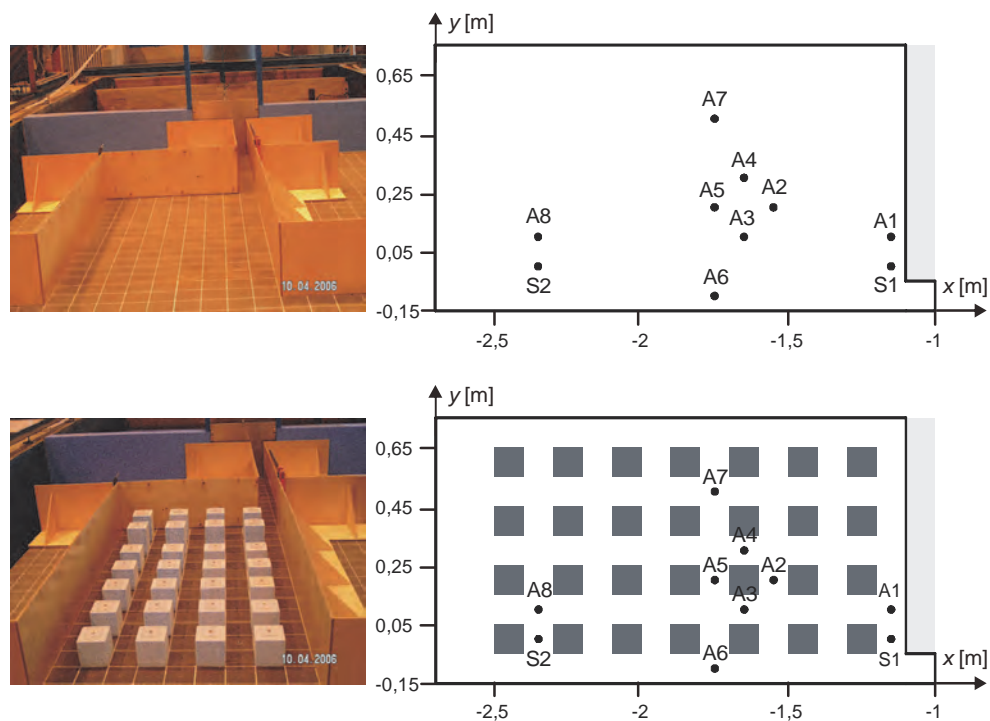 y [m]
0,65
0,45
0,25
0,05
-0,15
A7
A4
A5 A2
A8 A3 A1
S2 A6 S1
x [m]
-2,5 -2 -1,5 -1
10 04 2006
y [m]
0,65
0,45
0,25
0,05
-0,15
A7
A4
A5 A2
A8 A3 A1
S2 A6 S1
x [m]
-2,5 -2 -1,5 -1
10 04 2006